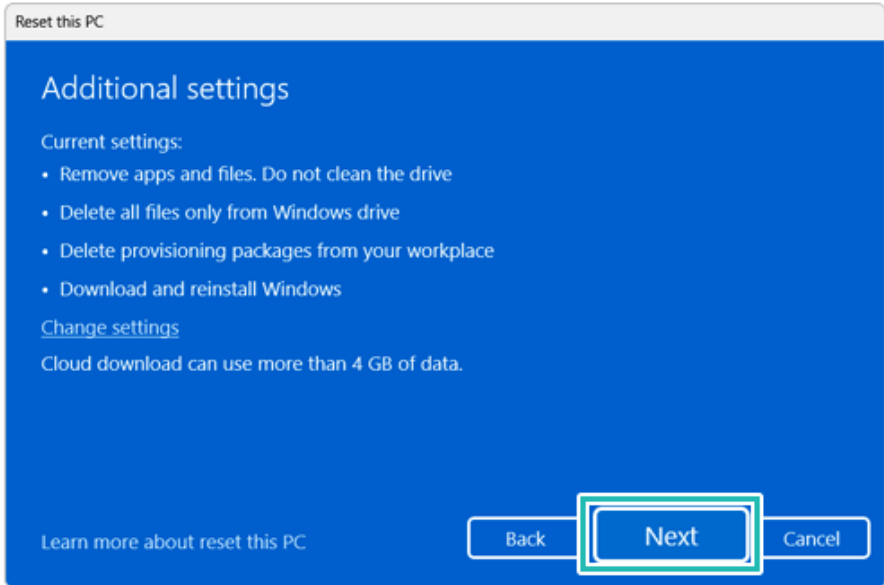 Reset this PC
Additional settings
Current settings:
• Remove apps and files. Do not clean the drive
• Delete all files only from Windows drive
• Delete provisioning packages from your workplace
• Download and reinstall Windows
Change settings
Cloud download can use more than 4 GB of data.
Learn more about reset this PC
Back
Next
Cancel